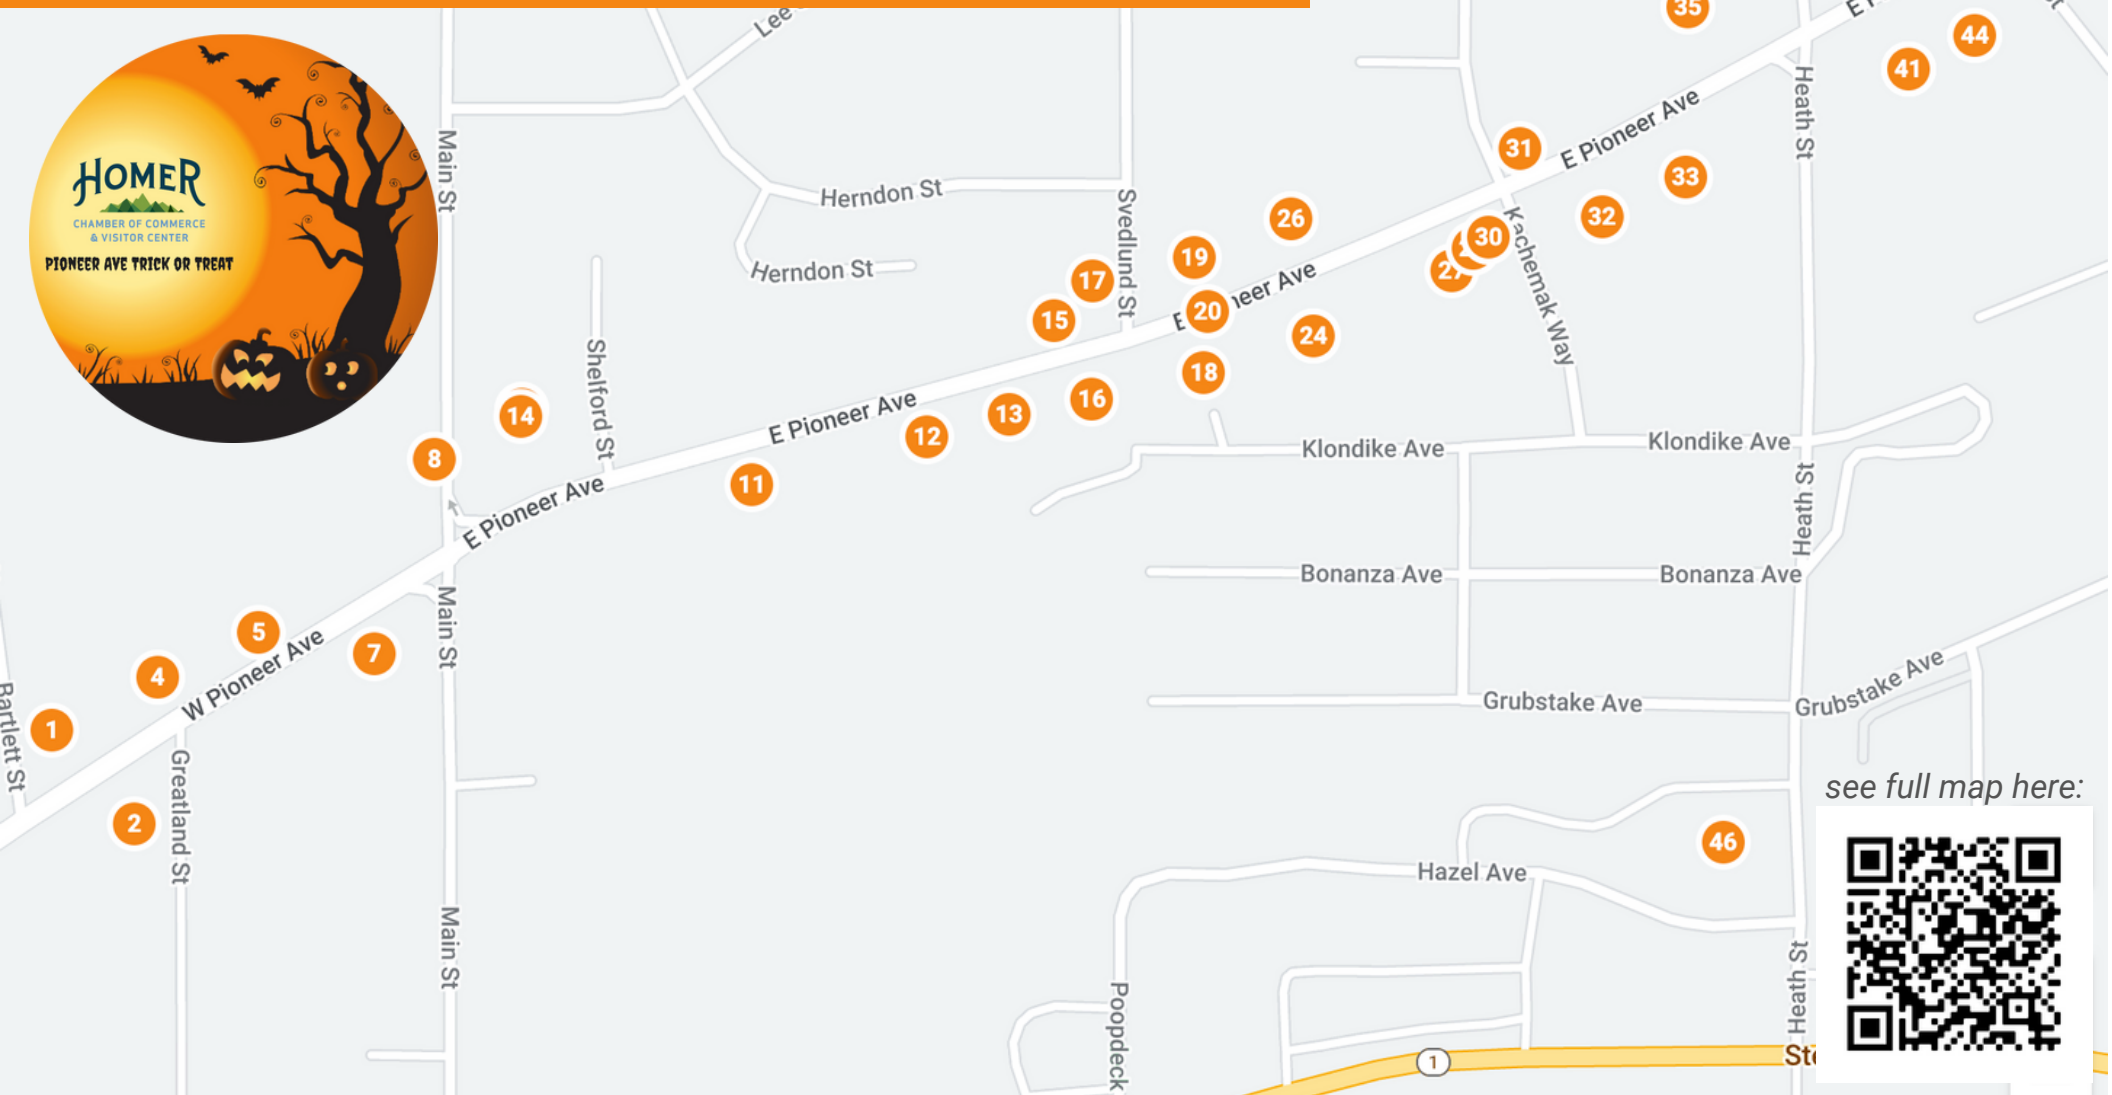 HOMER
CHAMBER OF COMMERCE
& VISITOR CENTER
PIONEER AVE TRICK OR TREAT
Lee
35
44
41
Main St
Heath St
E Pioneer Ave
31
33
Herndon St
Svedlund St
26
32
Kachemak Way
30
19
Herndon St
17
27
neer Ave
E
20
15
24
Shelford St
18
16
E Pioneer Ave
13
14
12
8
Klondike Ave
Klondike Ave
11
E Pioneer Ave
Heath St
Bonanza Ave
Bonanza Ave
Main St
5
7
W Pioneer Ave
4
Grubstake Ave
Grubstake Ave
1
Bartlett St
Greatland St
2
see full map here:
46
Hazel Ave
Main St
Heath St
Poopdeck
1